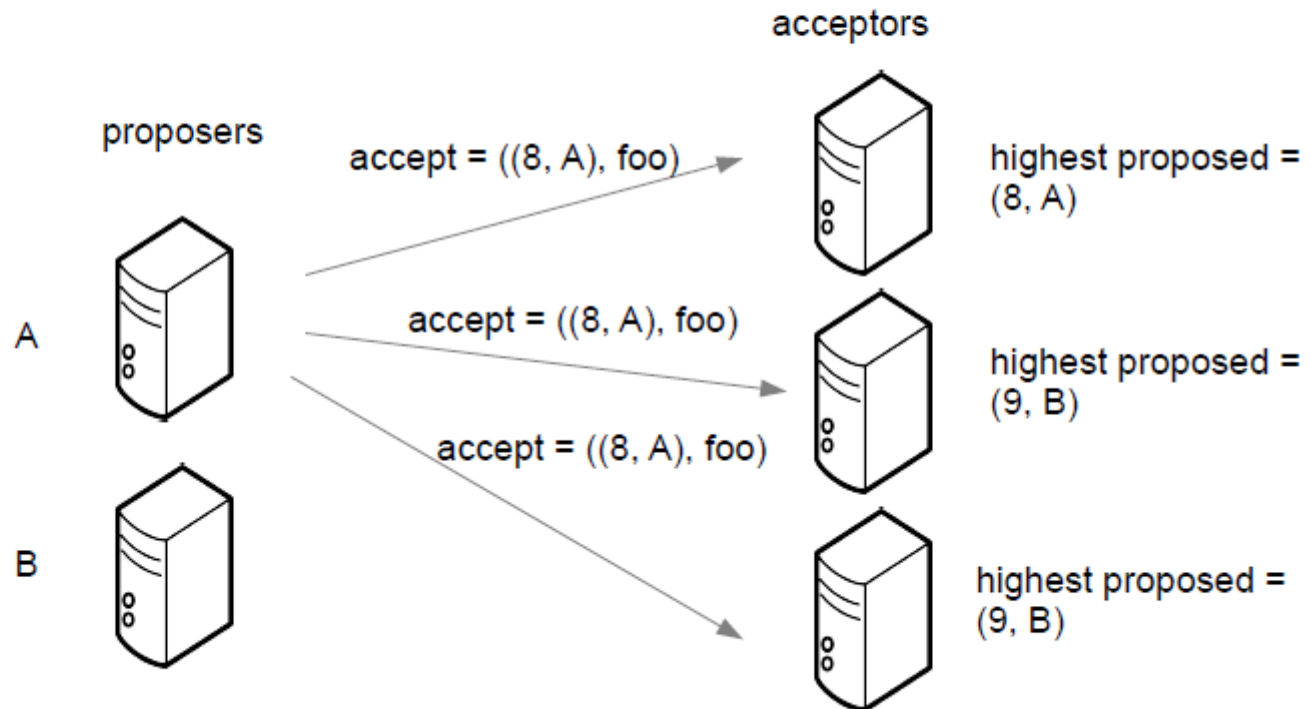 acceptors
proposers
accept = ((8, A), foo)
highest proposed =
(8, A)
A
accept = ((8, A), foo)
highest proposed =
(9, B)
accept = ((8, A), foo)
B
highest proposed =
(9, B)